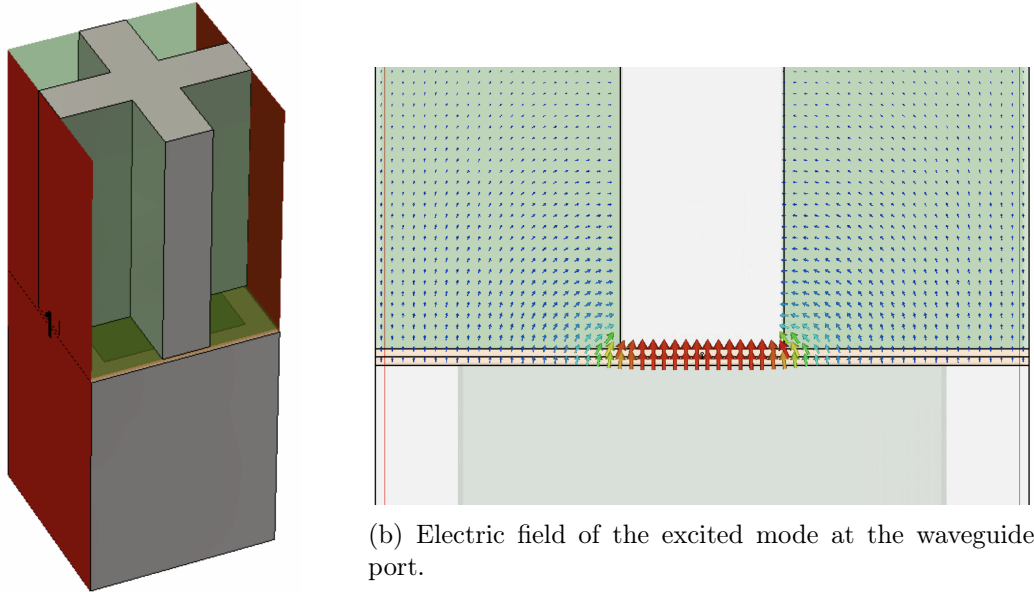 1
(b) Electric field of the excited mode at the waveguide
port.